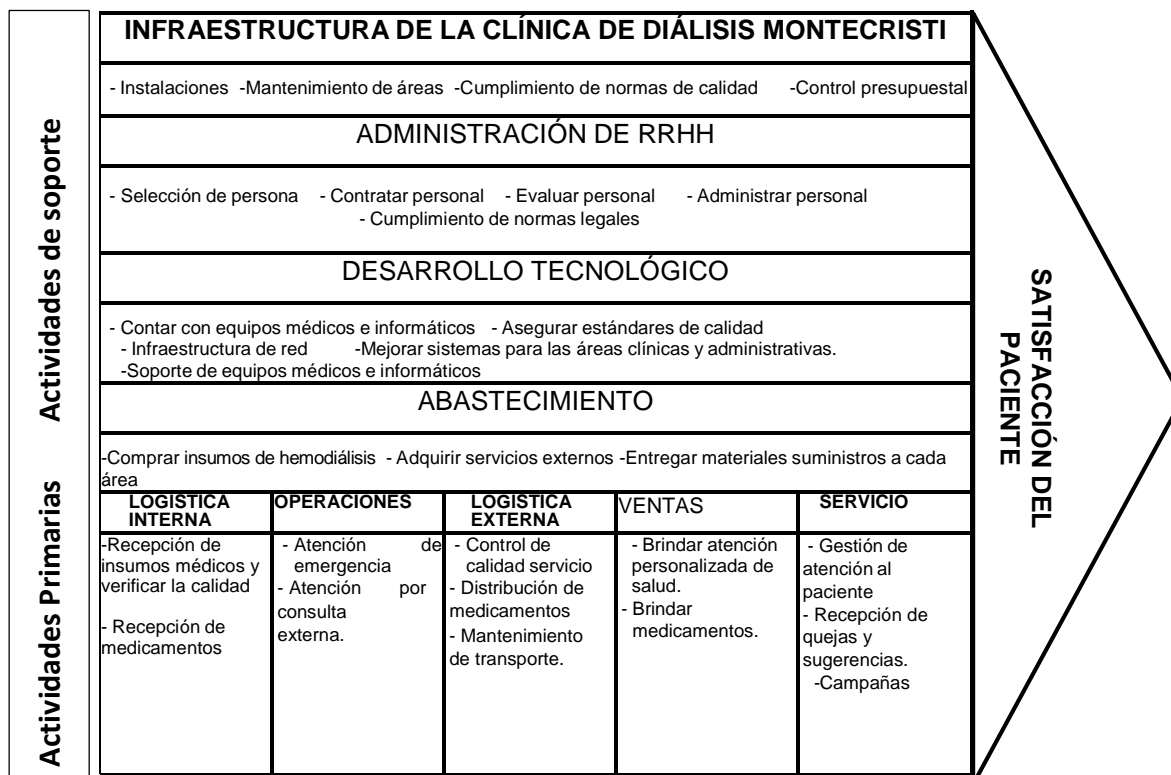 INFRAESTRUCTURA DE LA CLÍNICA DE DIÁLISIS MONTECRISTI
- Instalaciones -Mantenimiento de áreas -Cumplimiento de normas de calidad -Control presupuestal
ADMINISTRACIÓN DE RRHH
- Selección de persona - Contratar personal - Evaluar personal - Administrar personal
- Cumplimiento de normas legales
DESARROLLO TECNOLÓGICO
- Contar con equipos médicos e informáticos - Asegurar estándares de calidad
- Infraestructura de red -Mejorar sistemas para las áreas clínicas y administrativas.
-Soporte de equipos médicos e informáticos
ABASTECIMIENTO
-Comprar insumos de hemodiálisis - Adquirir servicios externos -Entregar materiales suministros a cada
área
Actividades de soporte
Actividades Primarias
LOGISTICA
INTERNA
-Recepción de
insumos médicos y
verificar la calidad
- Recepción de
medicamentos
OPERACIONES
- Atención de
emergencia
- Atención por
consulta
externa.
LOGISTICA
EXTERNA
- Control de
calidad servicio
- Distribución de
medicamentos
- Mantenimiento
de transporte.
VENTAS
- Brindar atención
personalizada de
salud.
- Brindar
medicamentos.
SERVICIO
- Gestión de
atención al
paciente
- Recepción de
quejas y
sugerencias.
-Campañas
SATISFACCIÓN DEL
PACIENTE